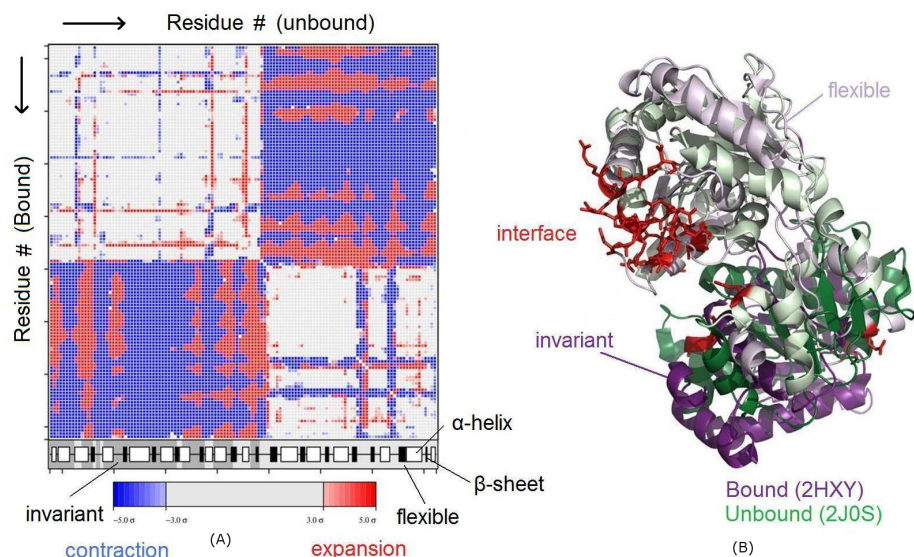 Residue # (unbound)
Residue # (Bound)
α-helix
β-sheet
invariant
flexible
-5.0 σ
-3.0 σ
3.0 σ
5.0 σ
contraction
(A)
expansion
flexible
interface
invariant
Bound (2HXY)
Unbound (2J0S)
(B)